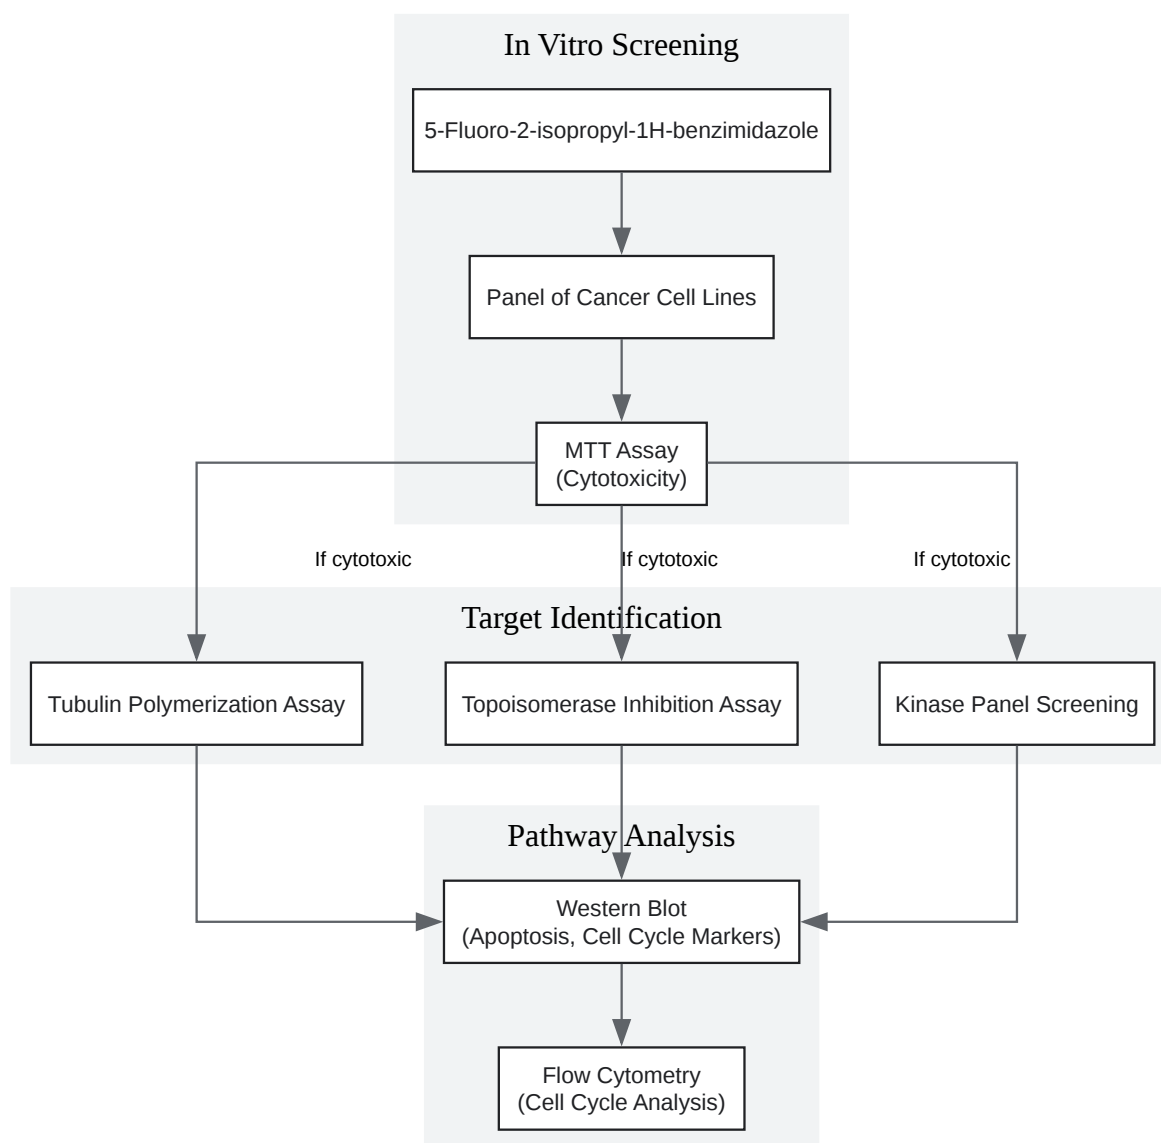 In Vitro Screening
5-Fluoro-2-isopropyl-1H-benzimidazole
Panel of Cancer Cell Lines
MTT Assay
(Cytotoxicity)
If cytotoxic
If cytotoxic
If cytotoxic
Target Identification
Tubulin Polymerization Assay
Topoisomerase Inhibition Assay
Kinase Panel Screening
Pathway Analysis
Western Blot
(Apoptosis, Cell Cycle Markers)
Flow Cytometry
(Cell Cycle Analysis)